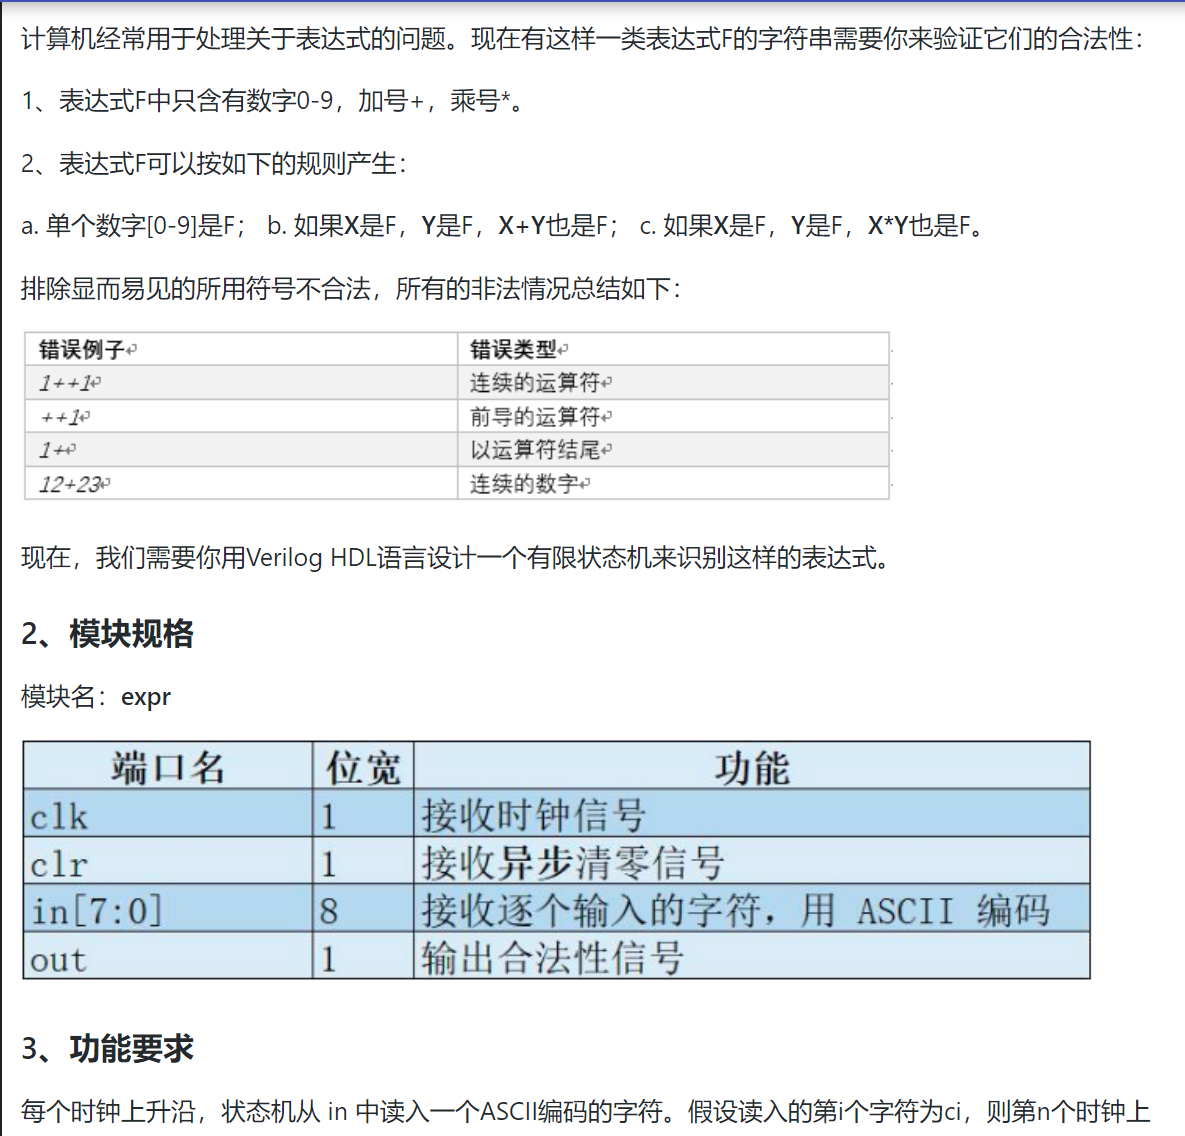 计算机经常用于处理关于表达式的问题。现在有这样一类表达式F的字符串需要你来验证它们的合法性：
1、表达式F中只含有数字0-9，加号+，乘号*。
2、表达式F可以按如下的规则产生：
a. 单个数字[0-9]是F； b. 如果X是F，Y是F，X+Y也是F； c. 如果X是F，Y是F，X*Y也是F。
排除显而易见的所用符号不合法，所有的非法情况总结如下：
错误例子↵ 错误类型↵
1++1↵ 连续的运算符↵
++1↵ 前导的运算符↵
1+↵ 以运算符结尾↵
12+23↵ 连续的数字↵
现在，我们需要你用Verilog HDL语言设计一个有限状态机来识别这样的表达式。
2、模块规格
模块名：expr
端口名 位宽 功能
clk 1 接收时钟信号
clr 1 接收异步清零信号
in[7:0] 8 接收逐个输入的字符，用 ASCII 编码
out 1 输出合法性信号
3、功能要求
每个时钟上升沿，状态机从 in 中读入一个ASCII编码的字符。假设读入的第i个字符为ci，则第n个时钟上